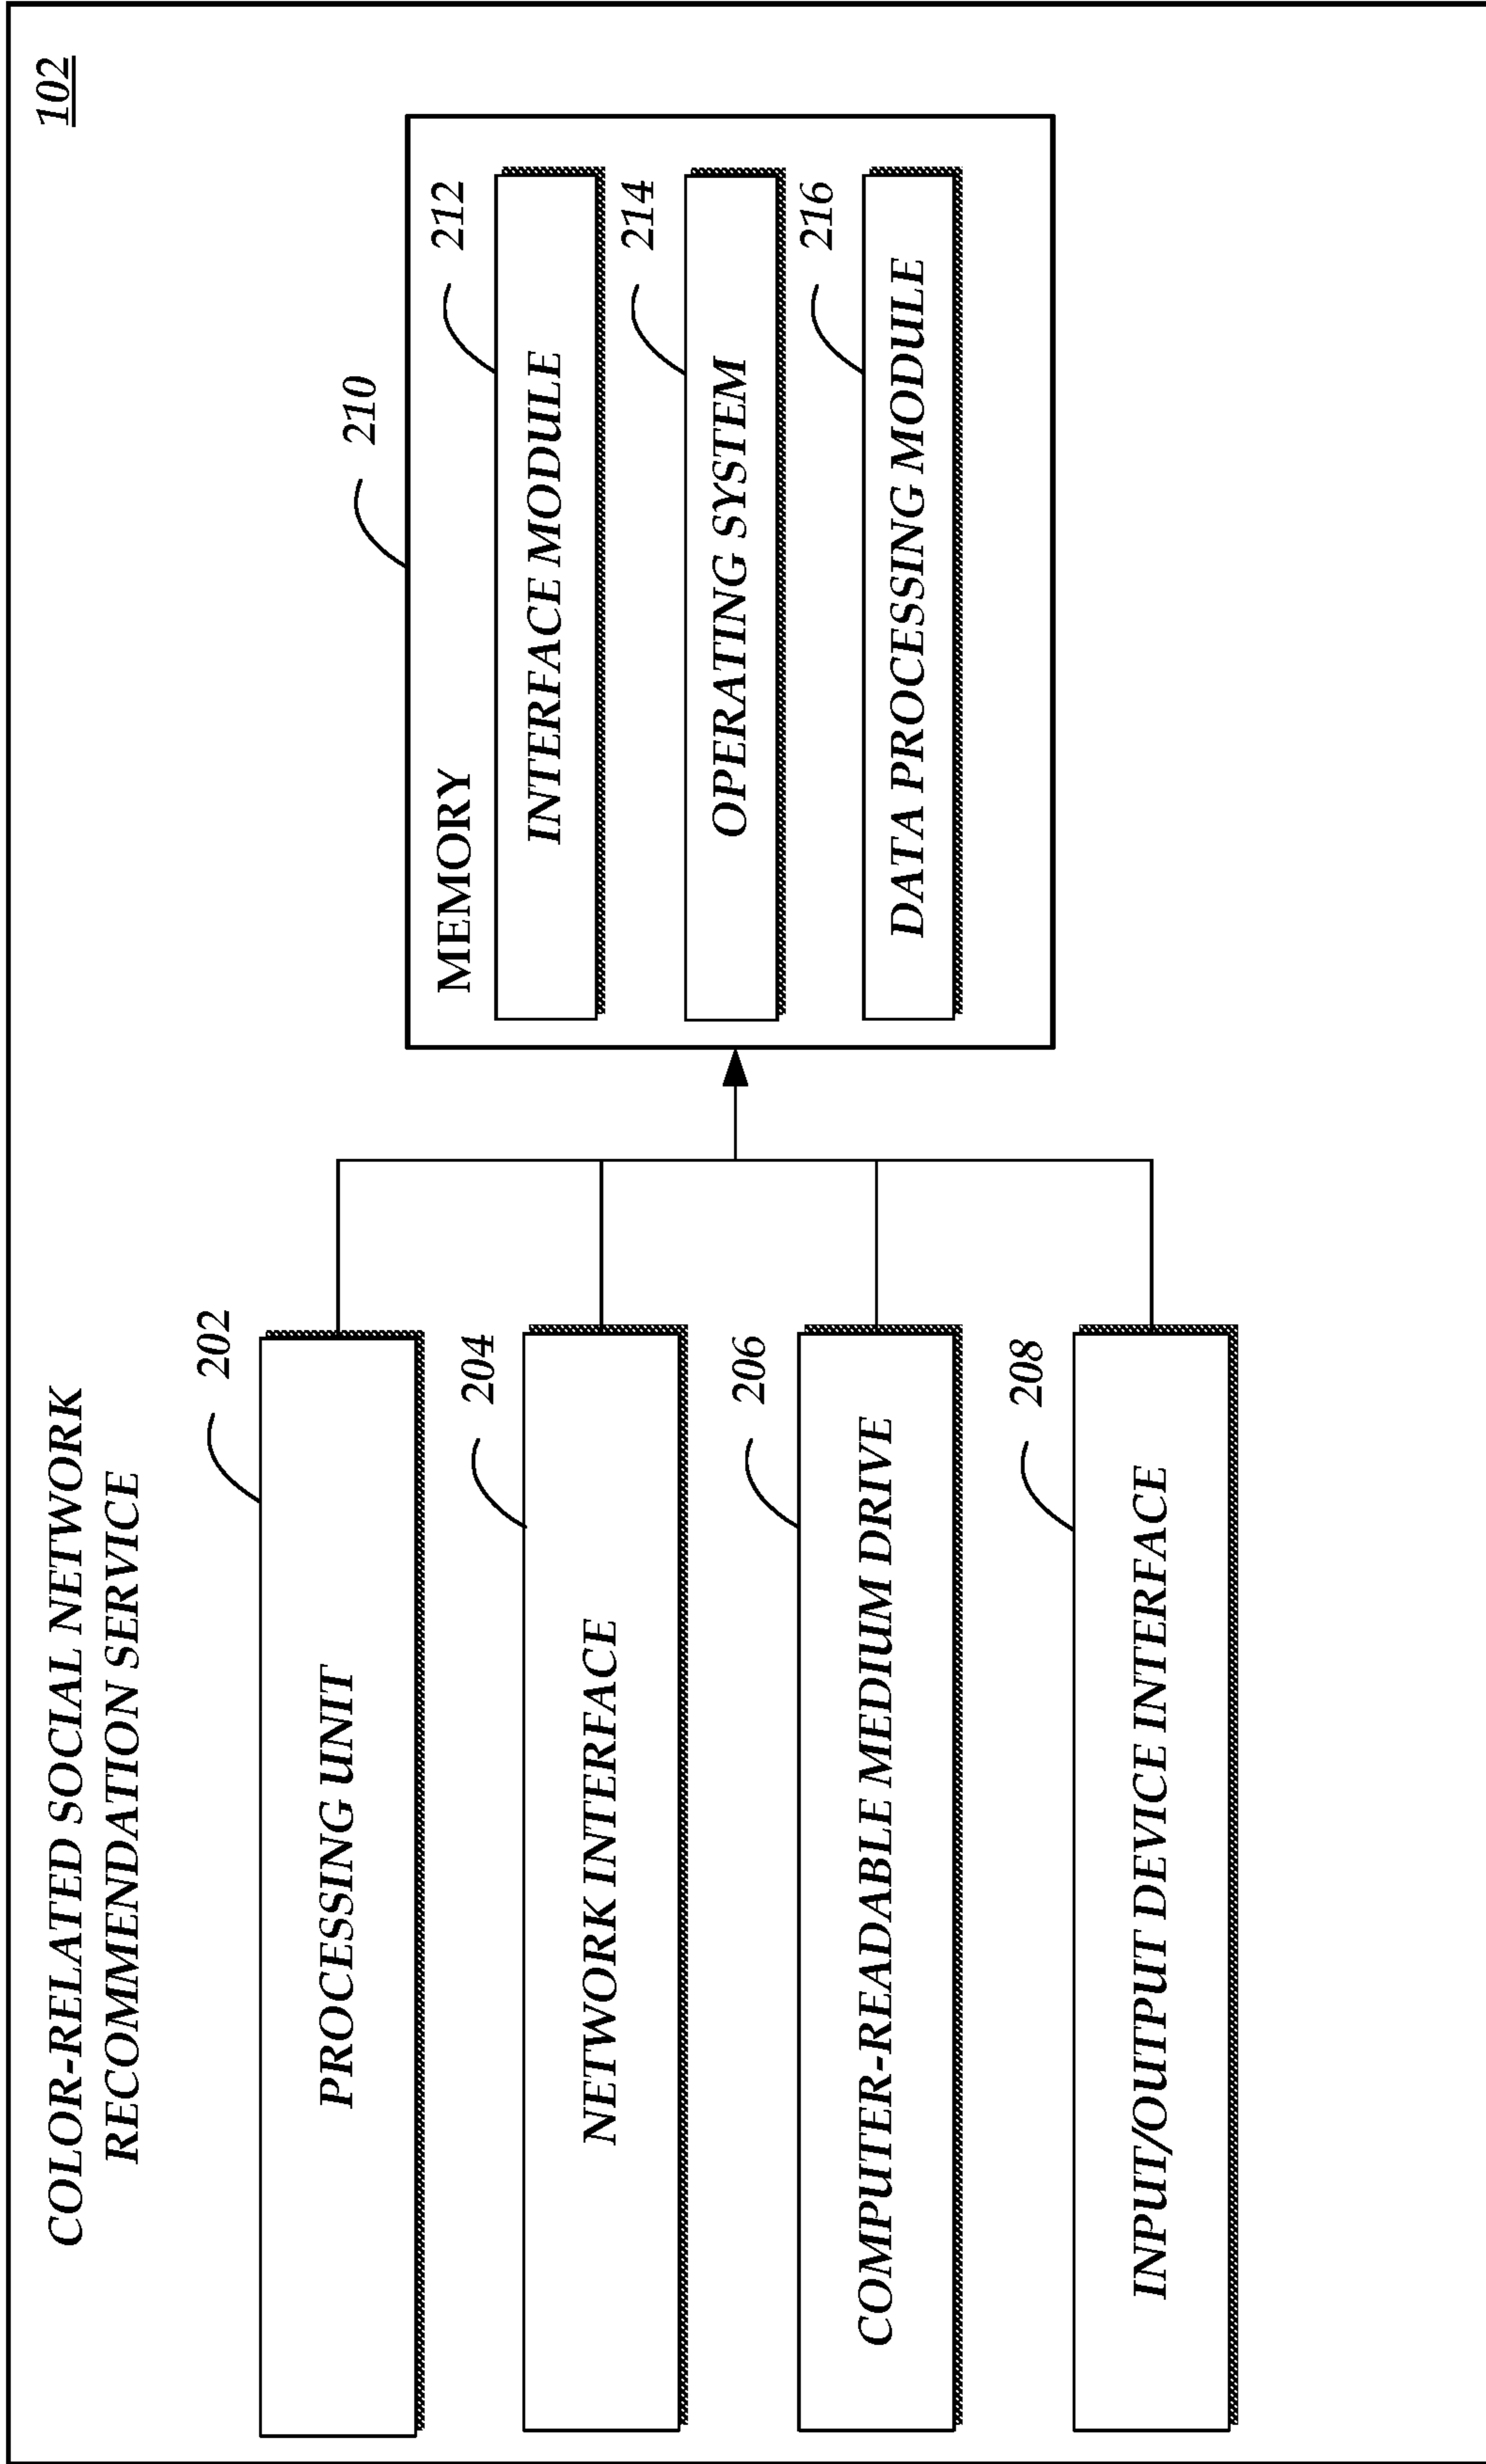 COLOR-RELATED SOCIAL NETWORK
RECOMMENDATION SERVICE
102
202
PROCESSING UNIT
204
NETWORK INTERFACE
206
COMPUTER-READABLE MEDIUM DRIVE
208
INPUT/OUTPUT DEVICE INTERFACE
210
MEMORY
212
INTERFACE MODULE
214
OPERATING SYSTEM
216
DATA PROCESSING MODULE